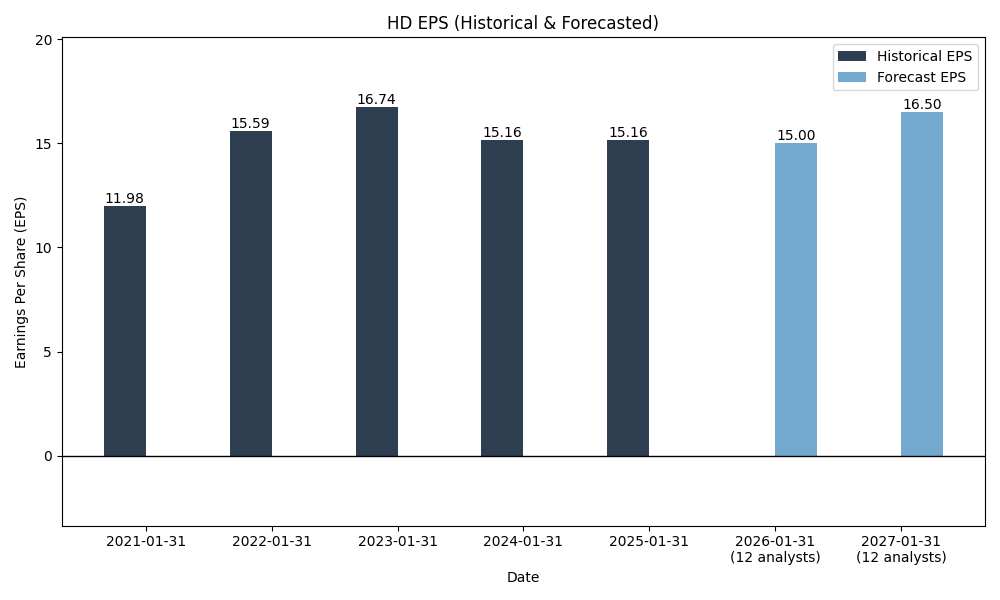 HD EPS (Historical & Forecasted)
Historical EPS
Forecast EPS
Earnings Per Share (EPS)
20
15
10
5
0
11.98
15.59
16.74
15.16
15.16
15.00
16.50
2021-01-31
2022-01-31
2023-01-31
2024-01-31
2025-01-31
2026-01-31
(12 analysts)
2027-01-31
(12 analysts)
Date